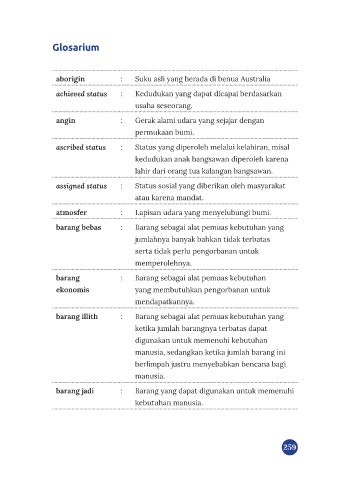 Glosarium
aborigin : Suku asli yang berada di benua Australia
achieved status : Kedudukan yang dapat dicapai berdasarkan
usaha seseorang.
angin : Gerak alami udara yang sejajar dengan
permukaan bumi.
ascribed status : Status yang diperoleh melalui kelahiran, misal
kedudukan anak bangsawan diperoleh karena
lahir dari orang tua kalangan bangsawan.
assigned status : Status sosial yang diberikan oleh masyarakat
atau karena mandat.
atmosfer : Lapisan udara yang menyelubungi bumi.
barang bebas : Barang sebagai alat pemuas kebutuhan yang
jumlahnya banyak bahkan tidak terbatas
serta tidak perlu pengorbanan untuk
memperolehnya.
barang : Barang sebagai alat pemuas kebutuhan
ekonomis yang membutuhkan pengorbanan untuk
mendapatkannya.
barang illith : Barang sebagai alat pemuas kebutuhan yang
ketika jumlah barangnya terbatas dapat
digunakan untuk memenuhi kebutuhan
manusia, sedangkan ketika jumlah barang ini
berlimpah justru menyebabkan bencana bagi
manusia.
barang jadi : Barang yang dapat digunakan untuk memenuhi
kebutuhan manusia.
259